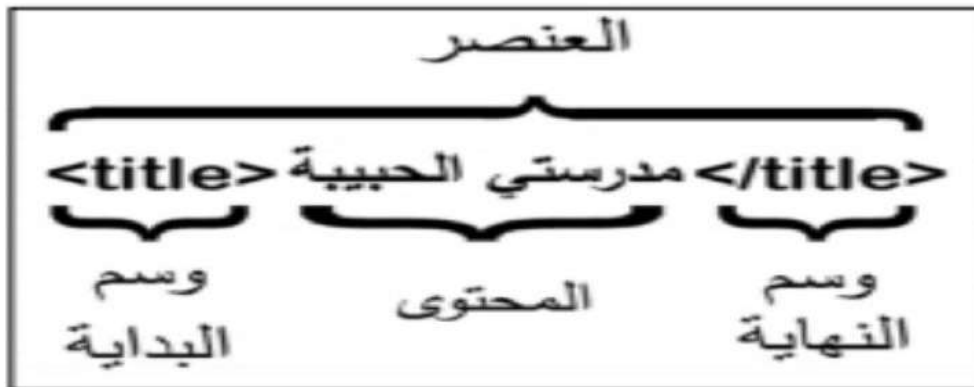 العنصر
<title>مدرستي الحبيبة</title>
وسم البداية
المحتوى
وسم النهاية